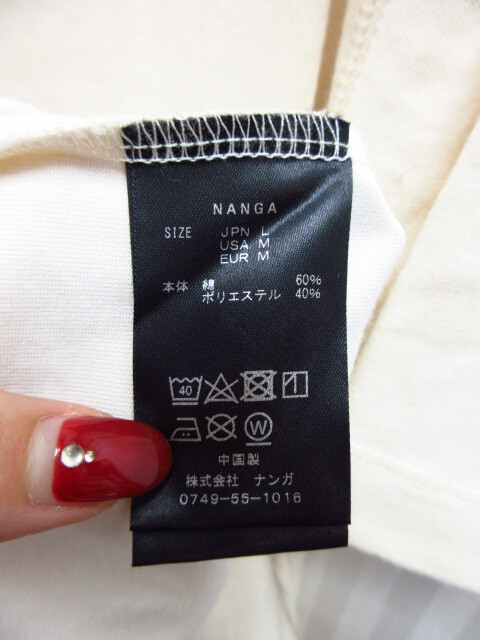 NANGA
SIZE JPN L
USA M
EUR M
本体 綿 60%
ポリエステル 40%
40
W
中国製
株式会社 ナンガ
0749-55-1016